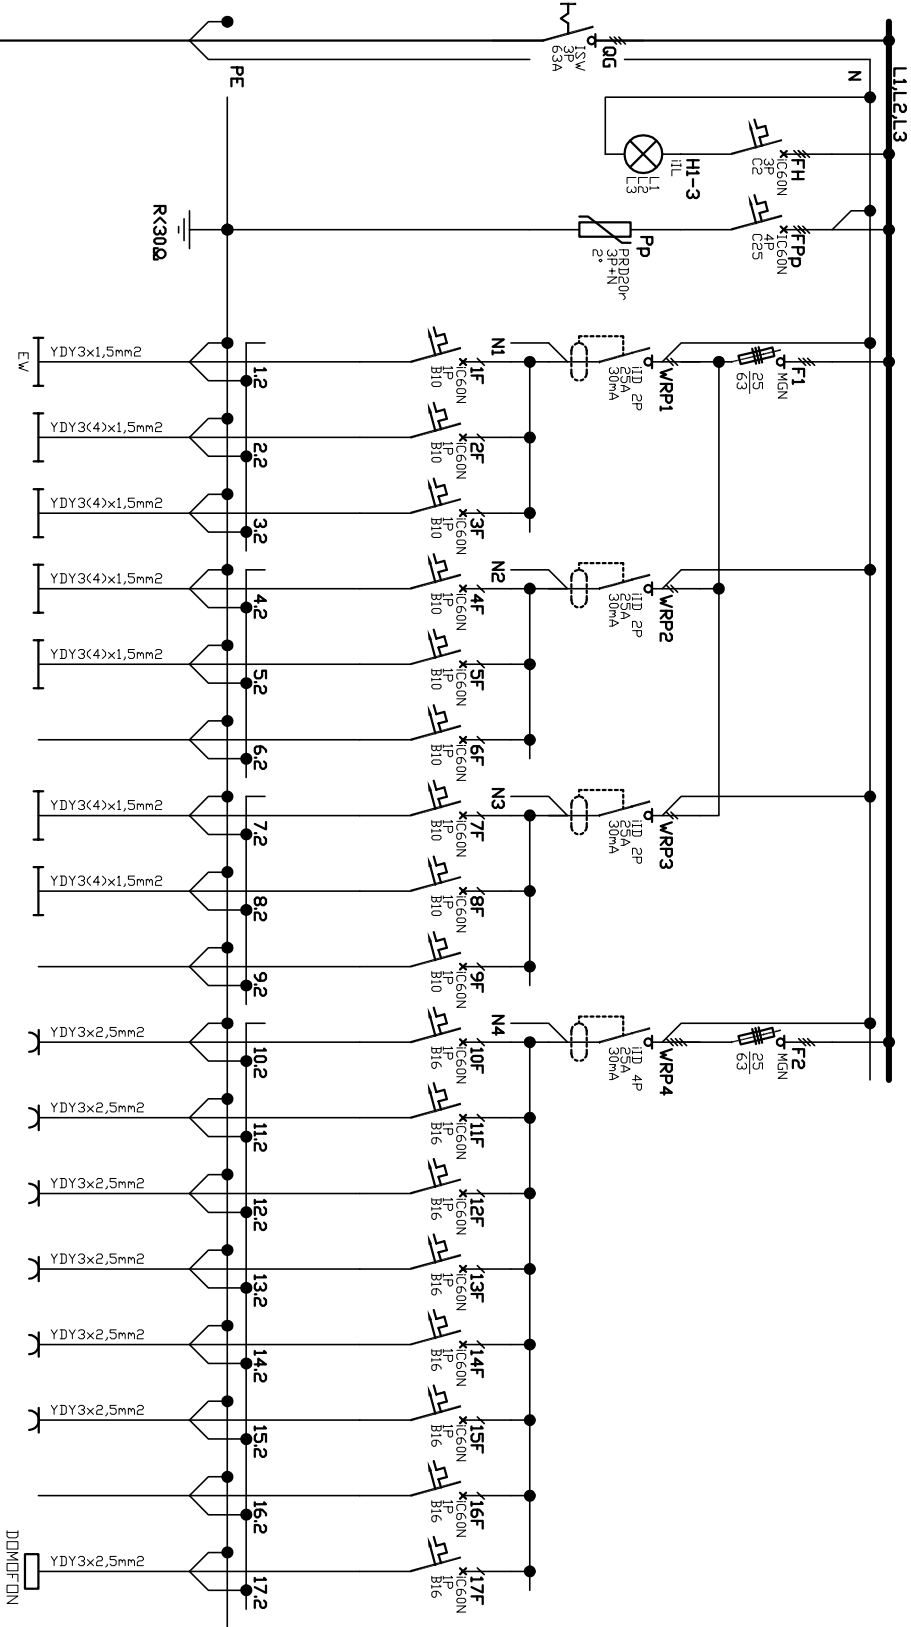 L1,L2,L3
N
PE
QG
ISW
3P
63A
FH
iC60N
3P
C2
H1-3
iIL
L1
L2
L3
FPp
iC60N
4P
C25
Pp
PRD20r
3P+N
2°
R<30Ω
F1
MGN
25
63
WRP1
iID 2P
25A
30mA
N1
WRP2
iID 2P
25A
30mA
N2
WRP3
iID 2P
25A
30mA
N3
F2
MGN
25
63
WRP4
iID 4P
25A
30mA
N4
1F
iC60N
1P
B10
2F
iC60N
1P
B10
3F
iC60N
1P
B10
4F
iC60N
1P
B10
5F
iC60N
1P
B10
6F
iC60N
1P
B10
7F
iC60N
1P
B10
8F
iC60N
1P
B10
9F
iC60N
1P
B10
10F
iC60N
1P
B16
11F
iC60N
1P
B16
12F
iC60N
1P
B16
13F
iC60N
1P
B16
14F
iC60N
1P
B16
15F
iC60N
1P
B16
16F
iC60N
1P
B16
17F
iC60N
1P
B16
1.2
2.2
3.2
4.2
5.2
6.2
7.2
8.2
9.2
10.2
11.2
12.2
13.2
14.2
15.2
16.2
17.2
YDY3x1,5mm2
YDY3(4)x1,5mm2
YDY3(4)x1,5mm2
YDY3(4)x1,5mm2
YDY3(4)x1,5mm2
YDY3(4)x1,5mm2
YDY3(4)x1,5mm2
YDY3x2,5mm2
YDY3x2,5mm2
YDY3x2,5mm2
YDY3x2,5mm2
YDY3x2,5mm2
YDY3x2,5mm2
YDY3x2,5mm2
EW
DOMOFON